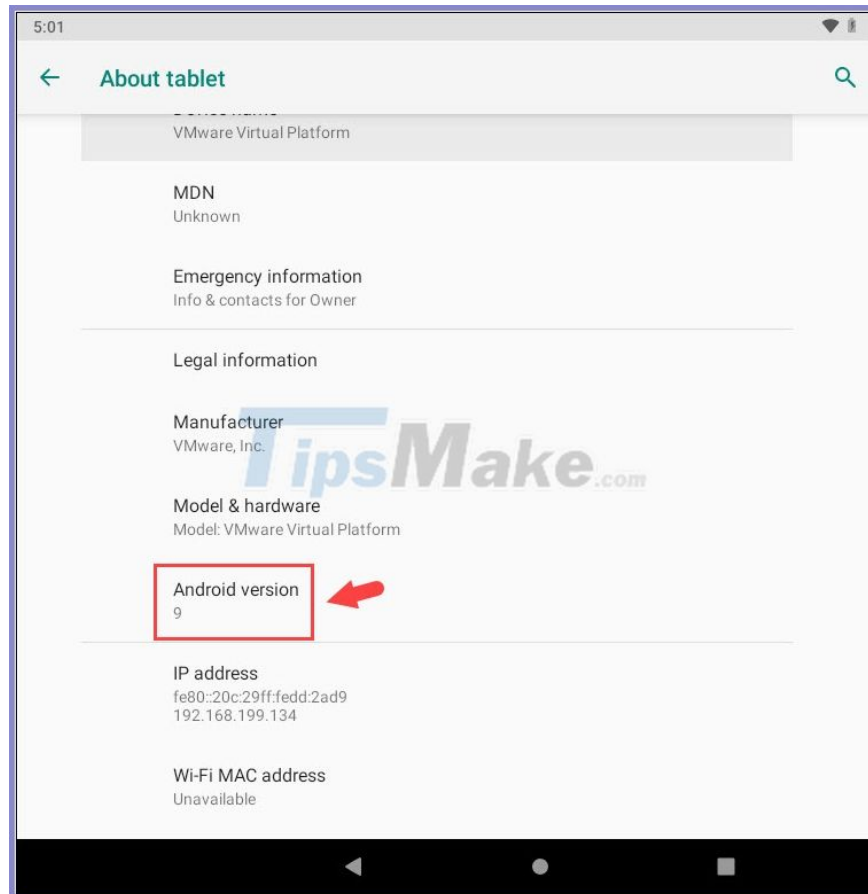 5:01
About tablet
Device name
VMware Virtual Platform
MDN
Unknown
Emergency information
Info & contacts for Owner
Legal information
Manufacturer
VMware, Inc.
TipsMake.com
Model & hardware
Model: VMware Virtual Platform
Android version
9
IP address
fe80::20c:29ff:fedd:2ad9
192.168.199.134
Wi-Fi MAC address
Unavailable